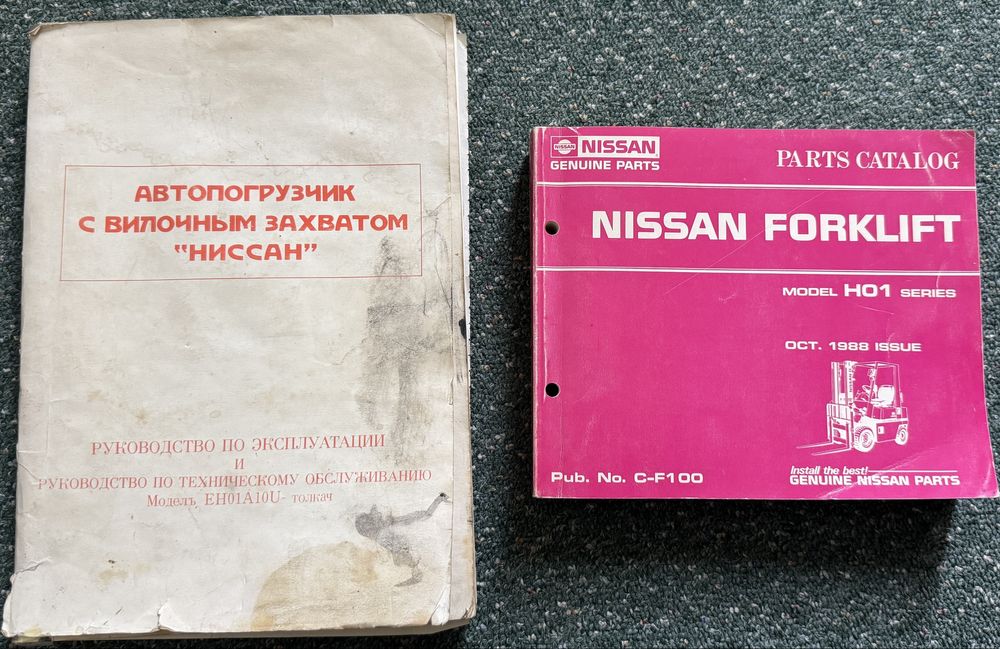 АВТОПОГРУЗЧИК
С ВИЛОЧНЫМ ЗАХВАТОМ
“НИССАН”
РУКОВОДСТВО ПО ЭКСПЛУАТАЦИИ
И
РУКОВОДСТВО ПО ТЕХНИЧЕСКОМУ ОБСЛУЖИВАНИЮ
Моделъ EH01A10U- толкач
NISSAN NISSAN
GENUINE PARTS
PARTS CATALOG
NISSAN FORKLIFT
MODEL H01 SERIES
OCT. 1988 ISSUE
Install the best!
Pub. No. C-F100
GENUINE NISSAN PARTS